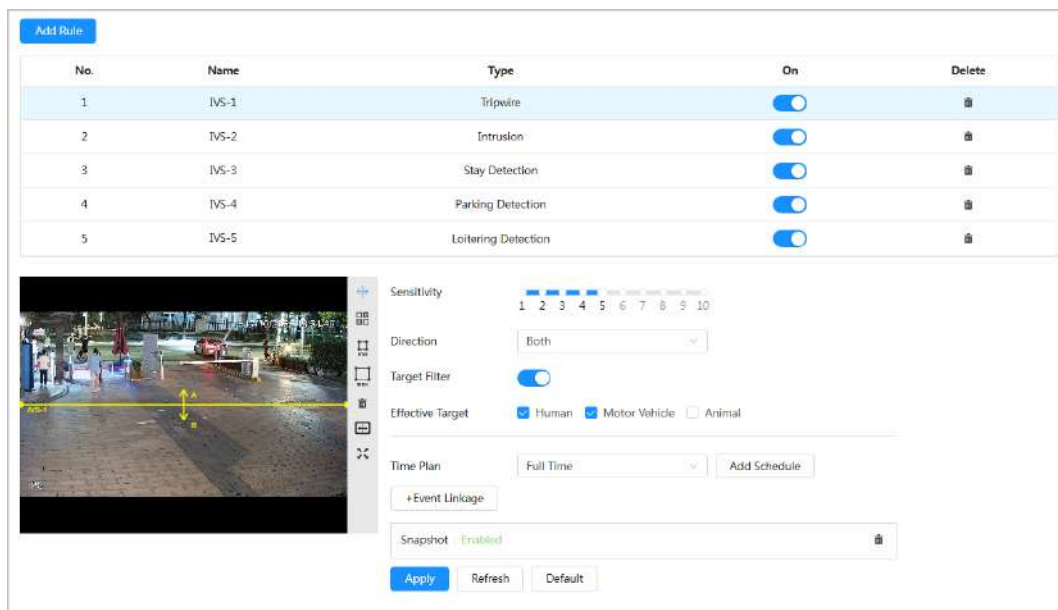 Add Rule
No. Name Type On Delete
1 IVS-1 Tripwire
2 IVS-2 Intrusion
3 IVS-3 Stay Detection
4 IVS-4 Parking Detection
5 IVS-5 Loitering Detection
Sensitivity
1 2 3 4 5 6 7 8 9 10
Direction Both
Target Filter
A
IVS-1
B
Effective Target Human Motor Vehicle Animal
Time Plan Full Time Add Schedule
+Event Linkage
IPC
Snapshot Enabled
Apply Refresh Default